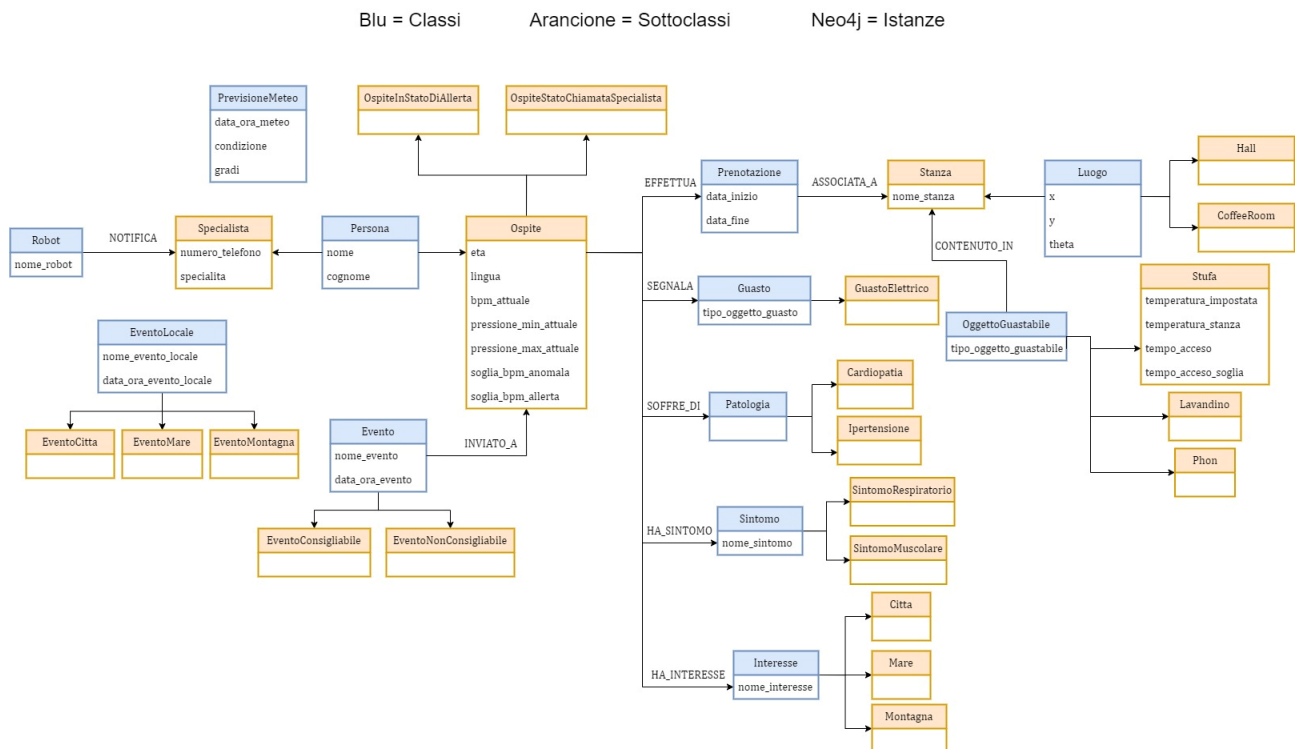 Blu = Classi Arancione = Sottoclassi Neo4j = Istanze
PrevisioneMeteo
data_ora_meteo
condizione
gradi
OspiteInStatoDiAllerta
OspiteStatoChiamataSpecialista
Robot
nome_robot
NOTIFICA
Specialista
numero_telefono
specialita
Persona
nome
cognome
Ospite
eta
lingua
bpm_attuale
pressione_min_attuale
pressione_max_attuale
soglia_bpm_anomala
soglia_bpm_allerta
EFFETTUA
Prenotazione
data_inizio
data_fine
ASSOCIATA_A
Stanza
nome_stanza
Luogo
x
y
theta
Hall
CoffeeRoom
CONTENUTO_IN
SEGNALA
Guasto
tipo_oggetto_guasto
GuastoElettrico
OggettoGuastabile
tipo_oggetto_guastabile
Stufa
temperatura_impostata
temperatura_stanza
tempo_acceso
tempo_acceso_soglia
Lavandino
Phon
EventoLocale
nome_evento_locale
data_ora_evento_locale
EventoCitta
EventoMare
EventoMontagna
Evento
nome_evento
data_ora_evento
INVIATO_A
EventoConsigliabile
EventoNonConsigliabile
SOFFRE_DI
Patologia
Cardiopatia
Ipertensione
HA_SINTOMO
Sintomo
nome_sintomo
SintomoRespiratorio
SintomoMuscolare
HA_INTERESSE
Interesse
nome_interesse
Citta
Mare
Montagna